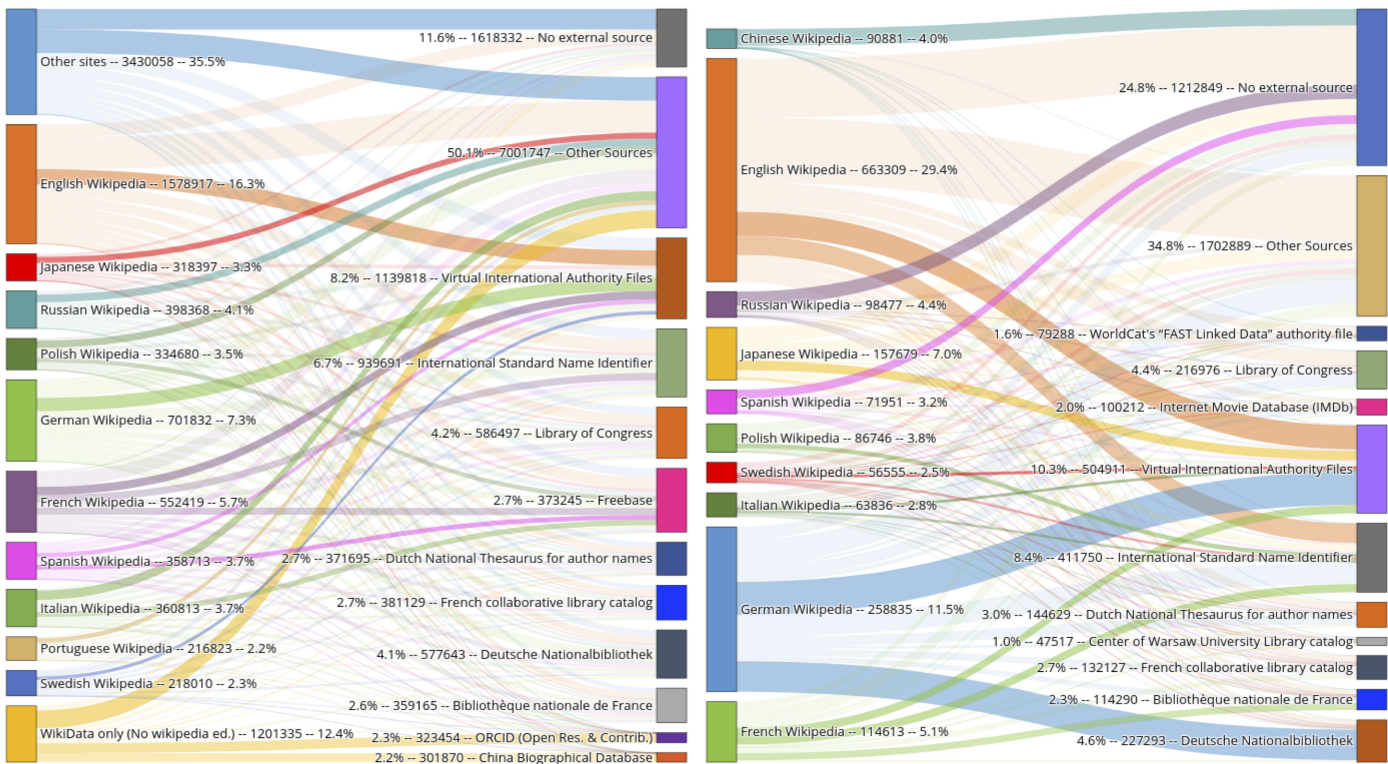 Other sites -- 3430058 -- 35.5%
English Wikipedia -- 1578917 -- 16.3%
Japanese Wikipedia -- 318397 -- 3.3%
Russian Wikipedia -- 398368 -- 4.1%
Polish Wikipedia -- 334680 -- 3.5%
German Wikipedia -- 701832 -- 7.3%
French Wikipedia -- 552419 -- 5.7%
Spanish Wikipedia -- 358713 -- 3.7%
Italian Wikipedia -- 360813 -- 3.7%
Portuguese Wikipedia -- 216823 -- 2.2%
Swedish Wikipedia -- 218010 -- 2.3%
WikiData only (No wikipedia ed.) -- 1201335 -- 12.4%
11.6% -- 1618332 -- No external source
50.1% -- 7001747 -- Other Sources
8.2% -- 1139818 -- Virtual International Authority Files
6.7% -- 939691 -- International Standard Name Identifier
4.2% -- 586497 -- Library of Congress
2.7% -- 373245 -- Freebase
2.7% -- 371695 -- Dutch National Thesaurus for author names
2.7% -- 381129 -- French collaborative library catalog
4.1% -- 577643 -- Deutsche Nationalbibliothek
2.6% -- 359165 -- Bibliothèque nationale de France
2.3% -- 323454 -- ORCID (Open Res. & Contrib.)
2.2% -- 301870 -- China Biographical Database
Chinese Wikipedia -- 90881 -- 4.0%
English Wikipedia -- 663309 -- 29.4%
Russian Wikipedia -- 98477 -- 4.4%
Japanese Wikipedia -- 157679 -- 7.0%
Spanish Wikipedia -- 71951 -- 3.2%
Polish Wikipedia -- 86746 -- 3.8%
Swedish Wikipedia -- 56555 -- 2.5%
Italian Wikipedia -- 63836 -- 2.8%
German Wikipedia -- 258835 -- 11.5%
French Wikipedia -- 114613 -- 5.1%
24.8% -- 1212849 -- No external source
34.8% -- 1702889 -- Other Sources
1.6% -- 79288 -- WorldCat's “FAST Linked Data” authority file
4.4% -- 216976 -- Library of Congress
2.0% -- 100212 -- Internet Movie Database (IMDb)
10.3% -- 504911 -- Virtual International Authority Files
8.4% -- 411750 -- International Standard Name Identifier
3.0% -- 144629 -- Dutch National Thesaurus for author names
1.0% -- 47517 -- Center of Warsaw University Library catalog
2.7% -- 132127 -- French collaborative library catalog
2.3% -- 114290 -- Bibliothèque nationale de France
4.6% -- 227293 -- Deutsche Nationalbibliothek